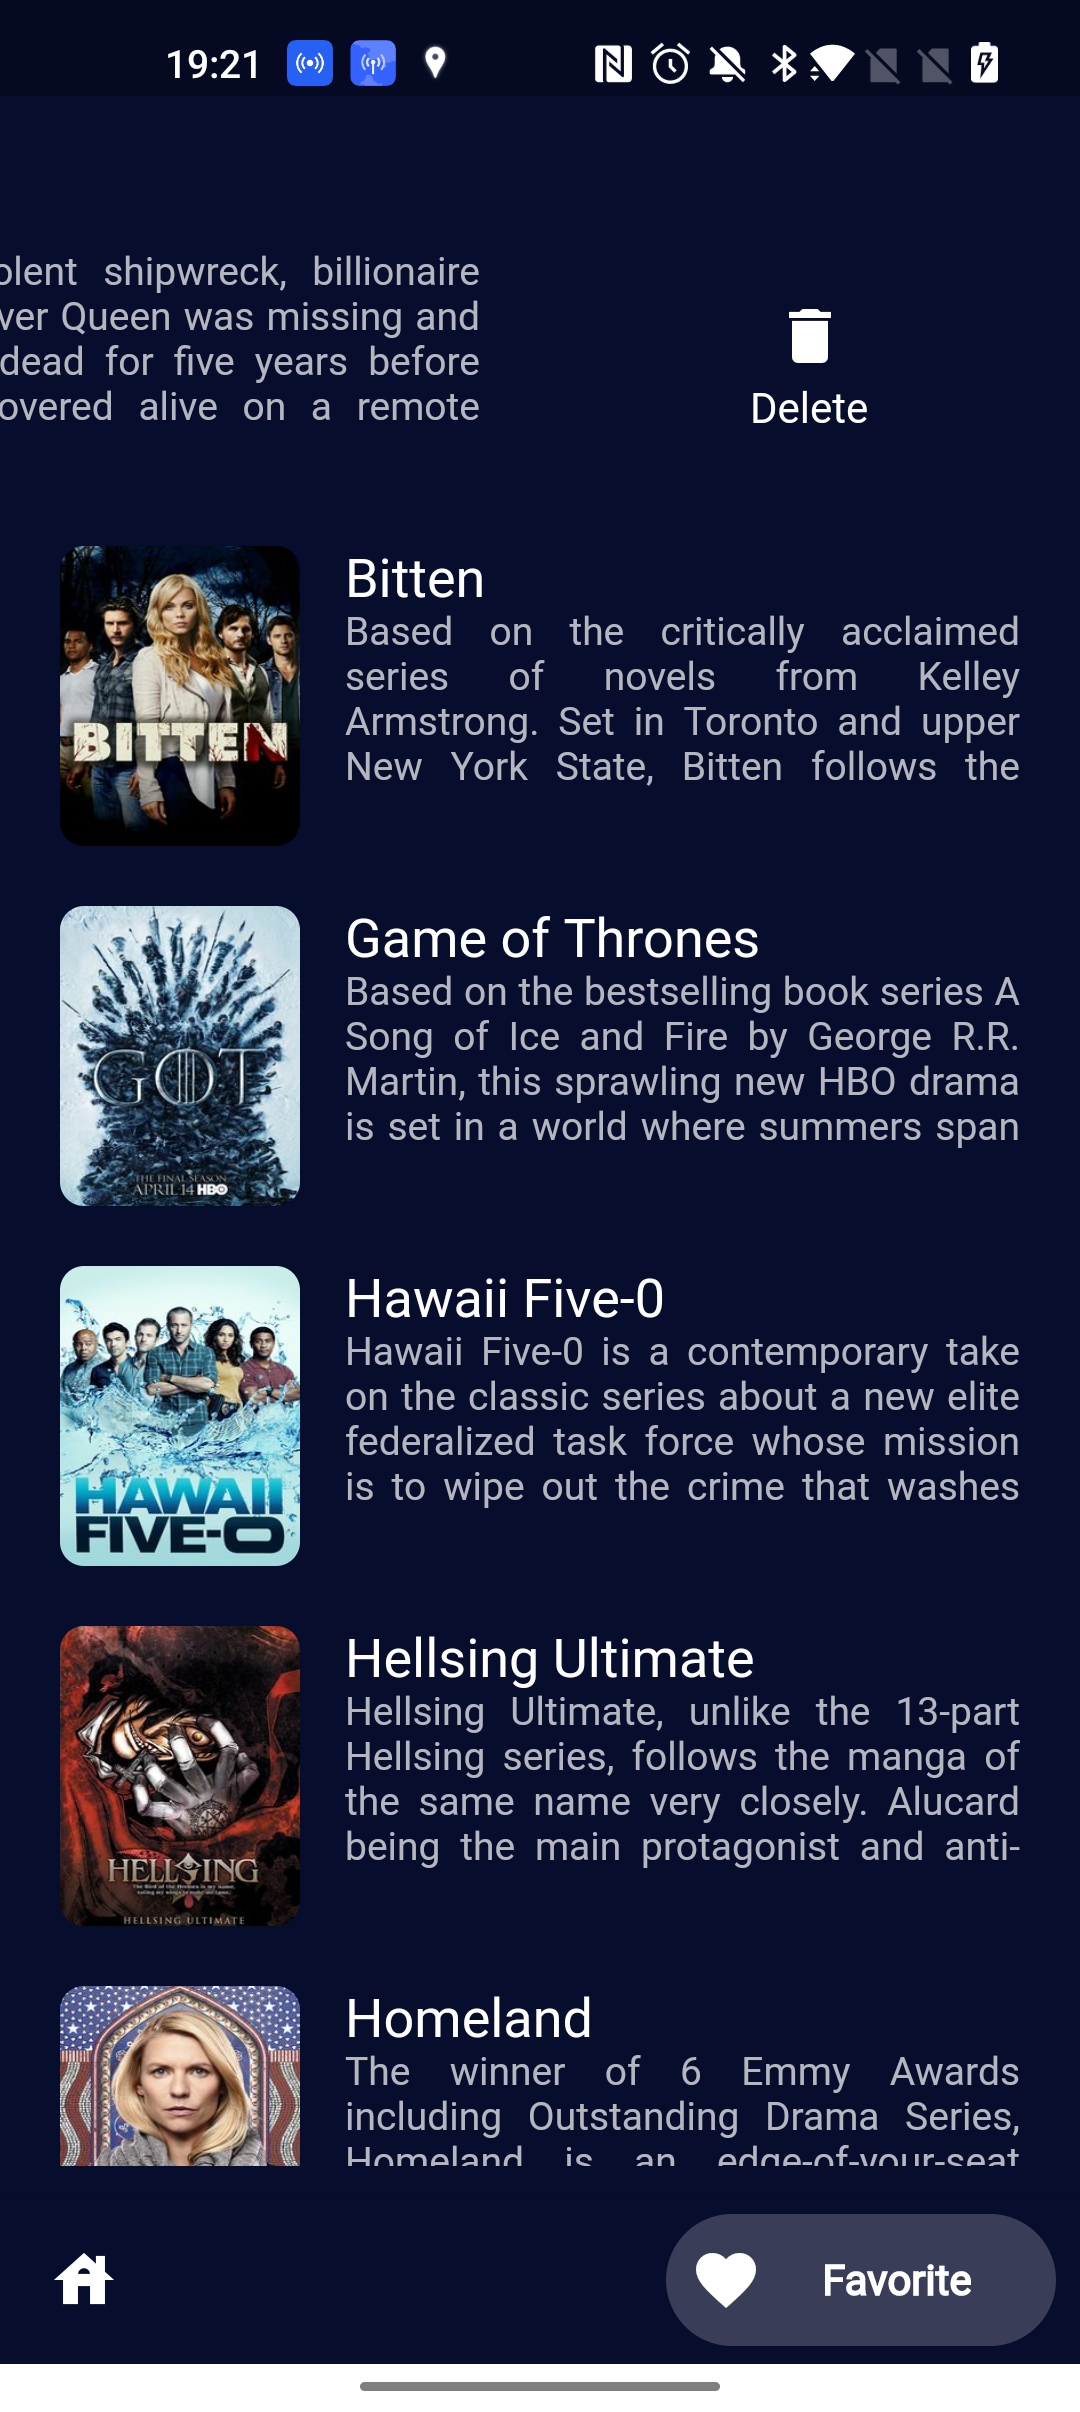 19:21
olent shipwreck, billionaire
ver Queen was missing and
dead for five years before
overed alive on a remote
Delete
Bitten
Based on the critically acclaimed
series of novels from Kelley
Armstrong. Set in Toronto and upper
New York State, Bitten follows the
BITTEN
Game of Thrones
Based on the bestselling book series A
Song of Ice and Fire by George R.R.
Martin, this sprawling new HBO drama
is set in a world where summers span
GOT
THE FINAL SEASON
APRIL 14 HBO
Hawaii Five-0
Hawaii Five-0 is a contemporary take
on the classic series about a new elite
federalized task force whose mission
is to wipe out the crime that washes
HAWAII
FIVE-O
Hellsing Ultimate
Hellsing Ultimate, unlike the 13-part
Hellsing series, follows the manga of
the same name very closely. Alucard
being the main protagonist and anti-
HELLSING
HELLSING ULTIMATE
Homeland
The winner of 6 Emmy Awards
including Outstanding Drama Series,
Homeland is an edge-of-your-seat
Favorite